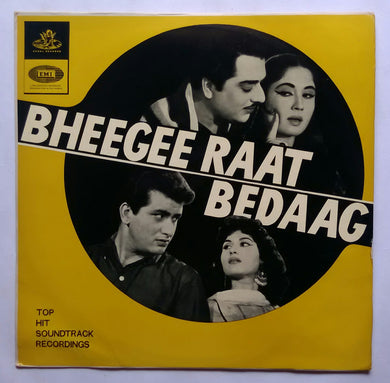 EMI
BHEEGEE RAAT
BEDAAG
TOP
HIT
SOUNDTRACK
RECORDINGS